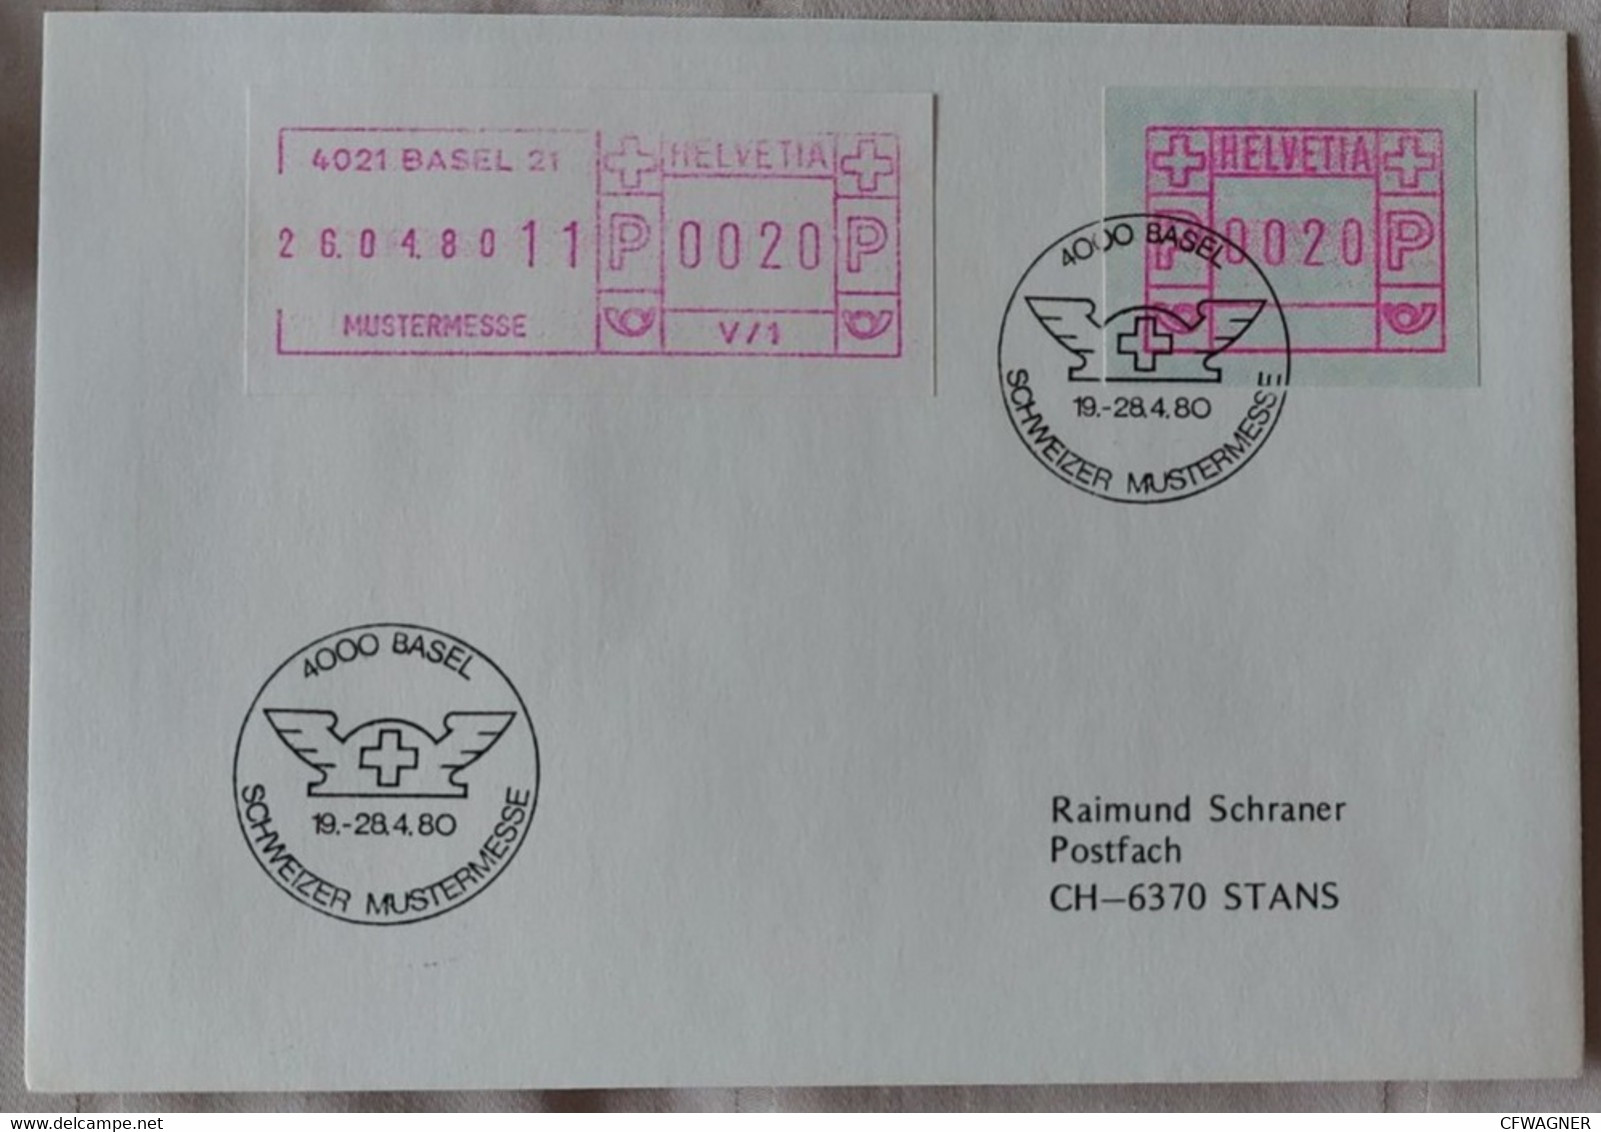 4021 BASEL 21
HELVETIA
26.04.80 11
P 0020 P
MUSTERMESSE
V/1
HELVETIA
P 0020 P
4000 BASEL
19.-28.4.80
SCHWEIZER MUSTERMESSE
4000 BASEL
19.-28.4.80
SCHWEIZER MUSTERMESSE
Raimund Schraner
Postfach
CH-6370 STANS
delcampe.net
CFWAGNER